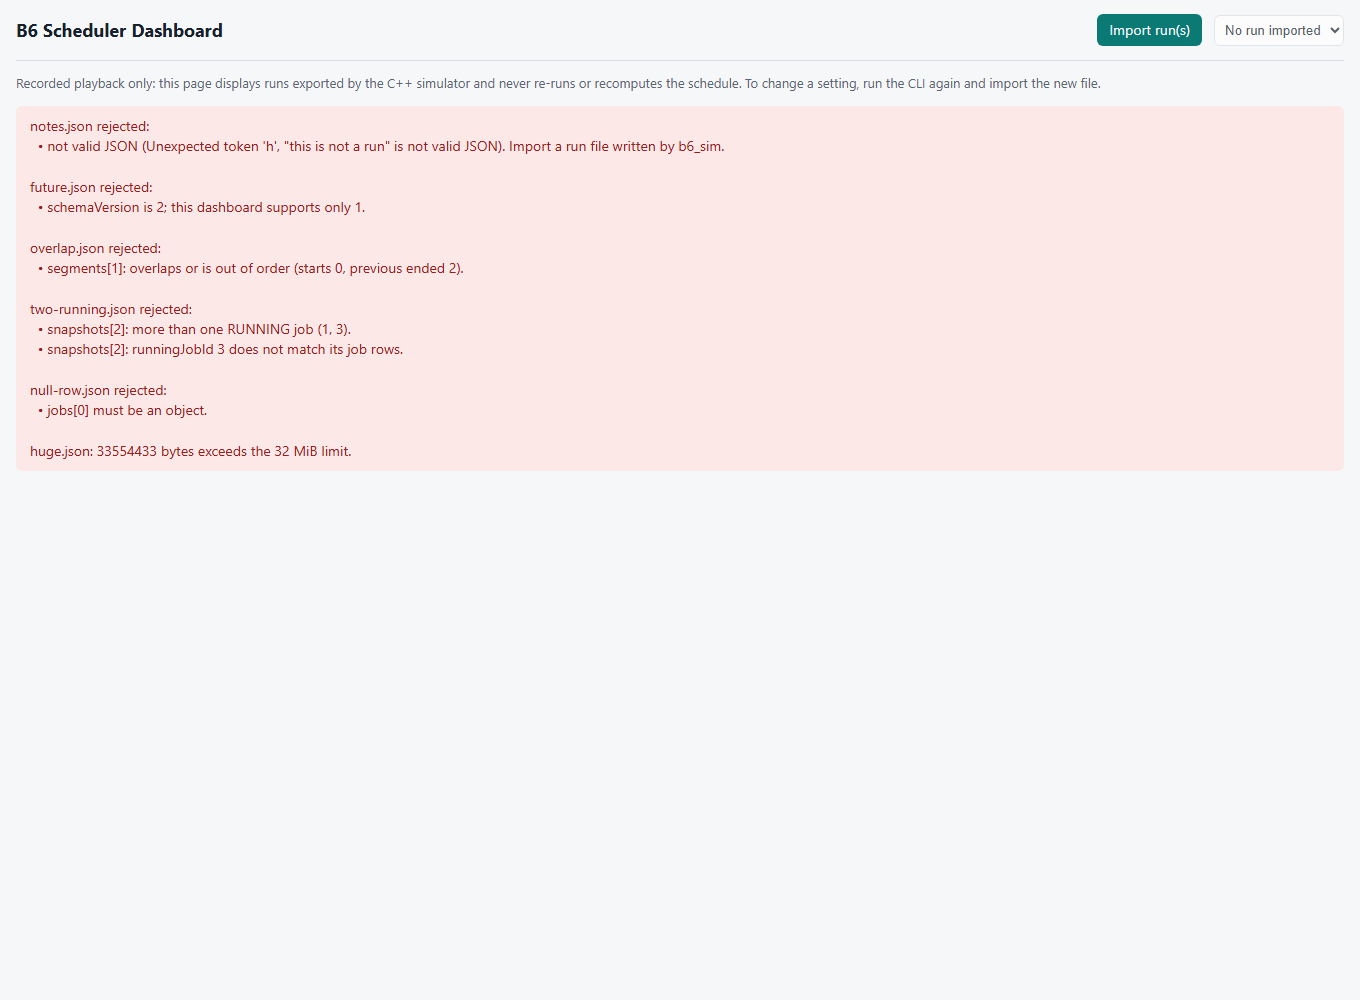 B6 Scheduler Dashboard
Import run(s)
No run imported
Recorded playback only: this page displays runs exported by the C++ simulator and never re-runs or recomputes the schedule. To change a setting, run the CLI again and import the new file.
notes.json rejected:
• not valid JSON (Unexpected token 'h', "this is not a run" is not valid JSON). Import a run file written by b6_sim.
future.json rejected:
• schemaVersion is 2; this dashboard supports only 1.
overlap.json rejected:
• segments[1]: overlaps or is out of order (starts 0, previous ended 2).
two-running.json rejected:
• snapshots[2]: more than one RUNNING job (1, 3).
• snapshots[2]: runningJobId 3 does not match its job rows.
null-row.json rejected:
• jobs[0] must be an object.
huge.json: 33554433 bytes exceeds the 32 MiB limit.